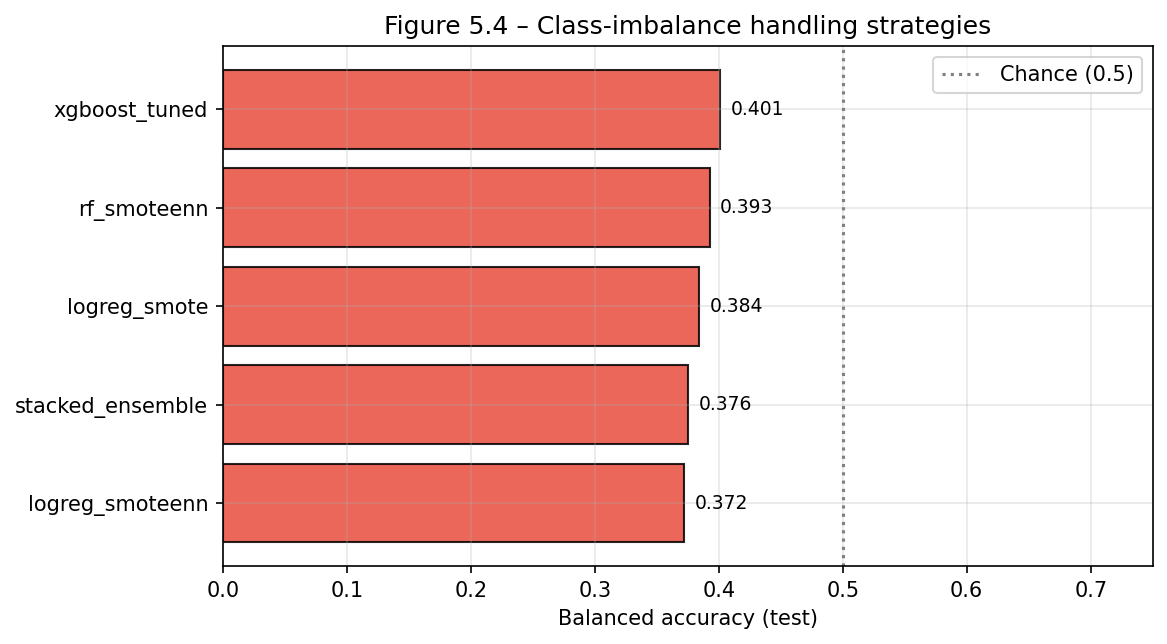 Figure 5.4 – Class-imbalance handling strategies
Chance (0.5)
xgboost_tuned 0.401
rf_smoteenn 0.393
logreg_smote 0.384
stacked_ensemble 0.376
logreg_smoteenn 0.372
0.0 0.1 0.2 0.3 0.4 0.5 0.6 0.7
Balanced accuracy (test)